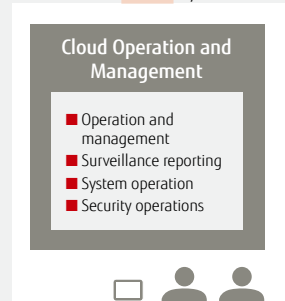 Cloud Operation and
Management
Operation and
management
Surveillance reporting
System operation
Security operations